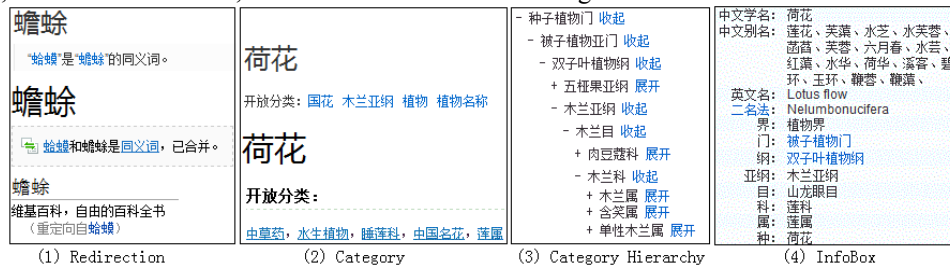 蟾蜍
“蛤蟆”是“蟾蜍”的同义词。
蟾蜍
蛤蟆和蟾蜍是同义词，已合并。
蟾蜍
维基百科，自由的百科全书
（重定向自蛤蟆）
(1) Redirection
荷花
开放分类： 国花 木兰亚纲 植物 植物名称
荷花
开放分类：
中草药， 水生植物， 睡莲科， 中国名花， 莲属
(2) Category
- 种子植物门 收起
- 被子植物亚门 收起
- 双子叶植物纲 收起
+ 五桠果亚纲 展开
- 木兰亚纲 收起
- 木兰目 收起
+ 肉豆蔻科 展开
- 木兰科 收起
+ 木兰属 展开
+ 含笑属 展开
+ 单性木兰属 展开
(3) Category Hierarchy
中文学名： 荷花
中文别名： 莲花、芙蕖、水芝、水芙蓉、
菡萏、芙蓉、六月春、水芸、
红蕖、水华、荷华、溪客、碧
环、玉环、鞭蓉、鞭蕖、
英文名： Lotus flow
二名法： Nelumbonucifera
界： 植物界
门： 被子植物门
纲： 双子叶植物纲
亚纲： 木兰亚纲
目： 山龙眼目
科： 莲科
属： 莲属
种： 荷花
(4) InfoBox